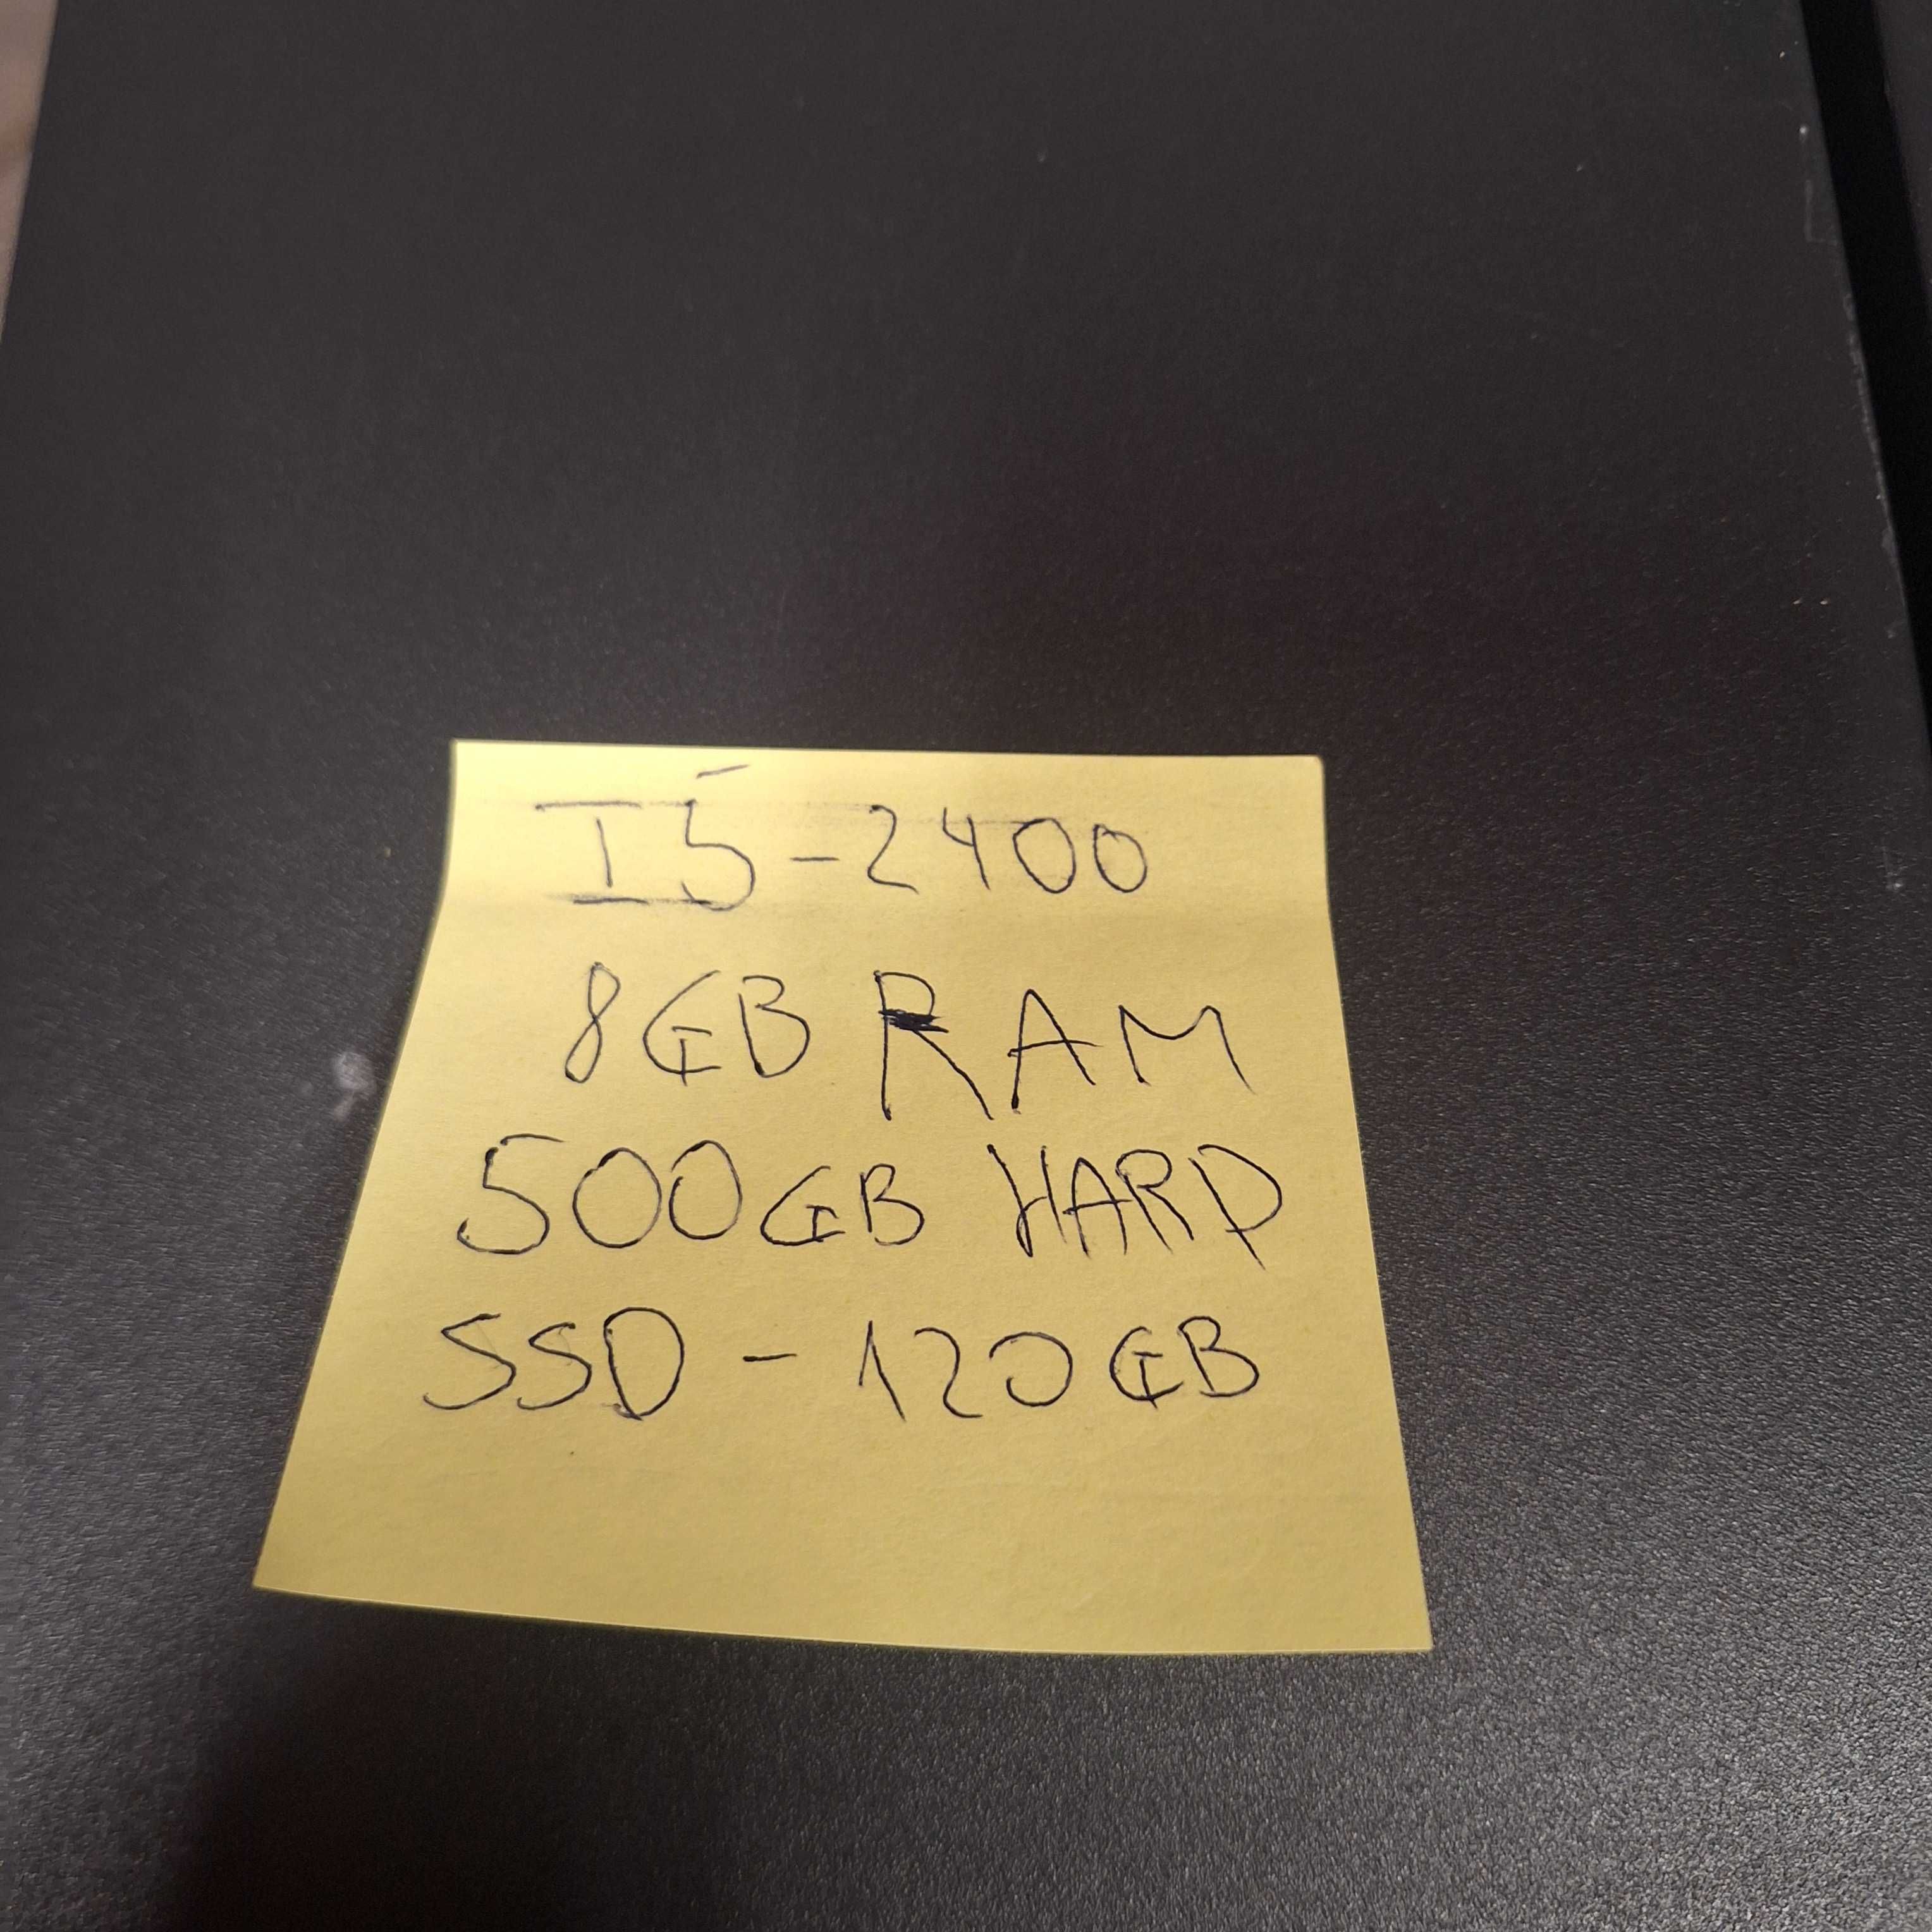 I5-2400
8GB RAM
500GB HARD
SSD - 120GB